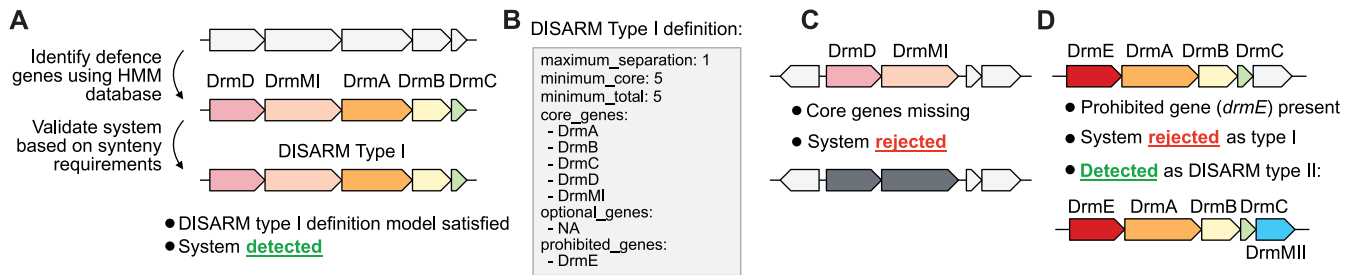 A
Identify defence
genes using HMM
database
Validate system
based on synteny
requirements
DrmD DrmMI DrmA DrmB DrmC
DISARM Type I
● DISARM type I definition model satisfied
● System detected
B
DISARM Type I definition:
maximum_separation: 1
minimum_core: 5
minimum_total: 5
core_genes:
- DrmA
- DrmB
- DrmC
- DrmD
- DrmMI
optional_genes:
- NA
prohibited_genes:
- DrmE
C
DrmD DrmMI
● Core genes missing
● System rejected
D
DrmE DrmA DrmB DrmC
● Prohibited gene (drmE) present
● System rejected as type I
● Detected as DISARM type II:
DrmE DrmA DrmB DrmC
DrmMII